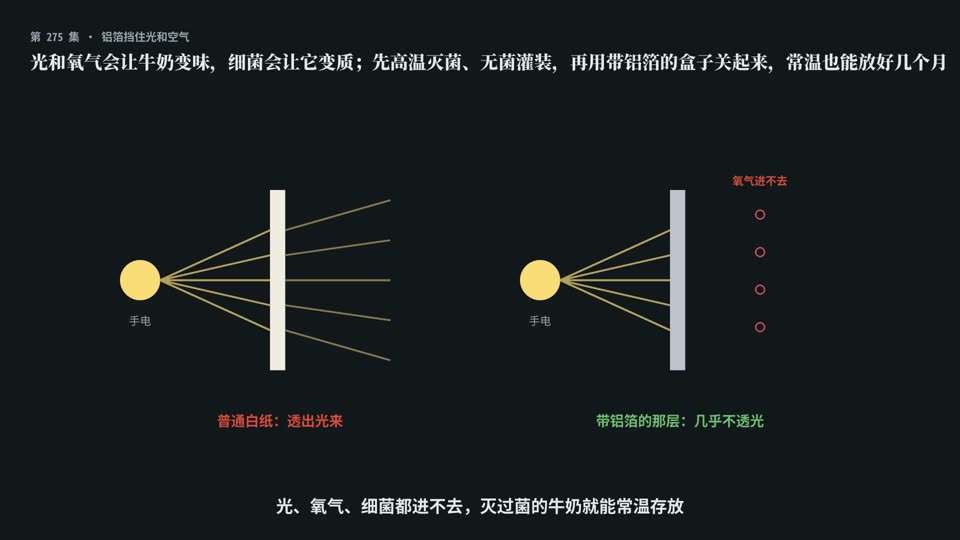 第 275 集 · 铝箔挡住光和空气
光和氧气会让牛奶变味，细菌会让它变质；先高温灭菌、无菌灌装，再用带铝箔的盒子关起来，常温也能放好几个月
氧气进不去
手电
手电
普通白纸：透出光来
带铝箔的那层：几乎不透光
光、氧气、细菌都进不去，灭过菌的牛奶就能常温存放